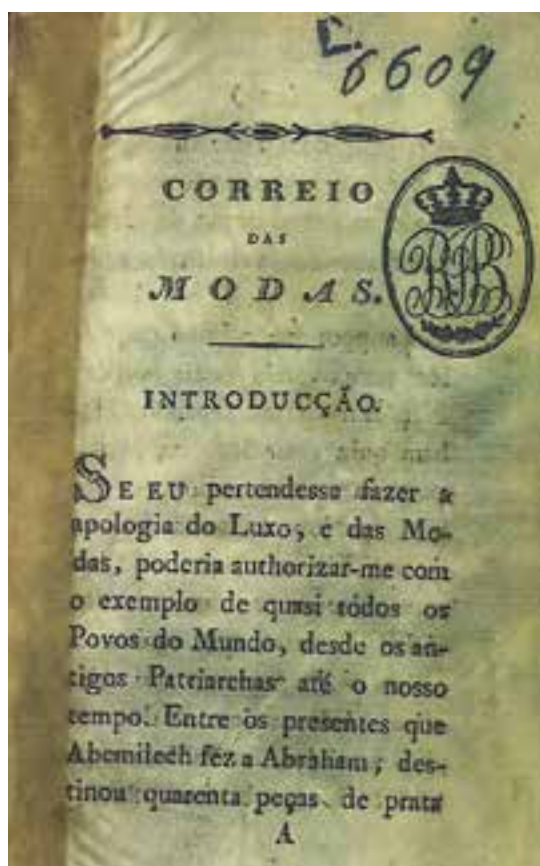 L.
6609
CORREIO
DAS
MODAS.
INTRODUCÇÃO.
SE EU pertendesse fazer a
apologia do Luxo, e das Mo-
das, poderia authorizar-me com
o exemplo de quasi tódos os
Povos do Mundo, desde os an-
tigos Patriarchas até o nosso
tempo. Entre os presentes que
Abemilech fez a Abraham, des-
tinou quarenta peças de prata
A